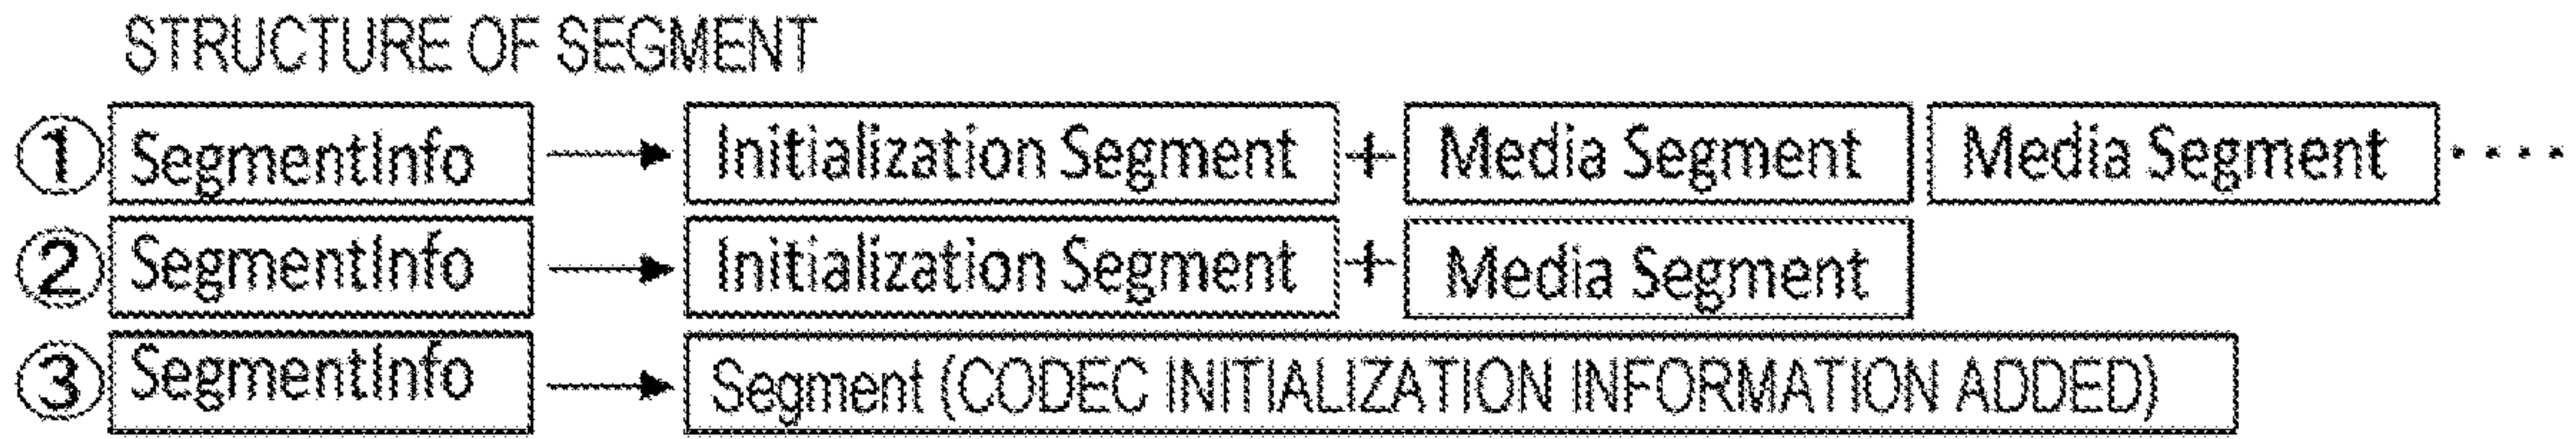 STRUCTURE OF SEGMENT
① SegmentInfo → Initialization Segment + Media Segment Media Segment ····
② SegmentInfo → Initialization Segment + Media Segment
③ SegmentInfo → Segment (CODEC INITIALIZATION INFORMATION ADDED)